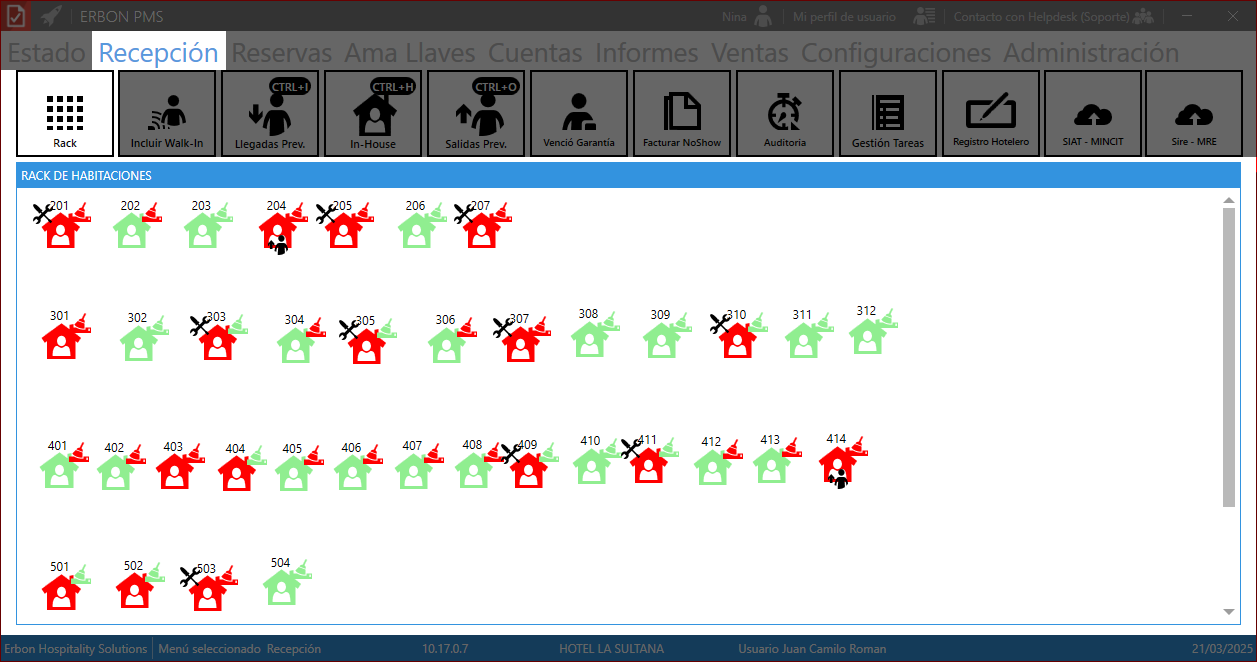 ERBON PMS Nina Mi perfil de usuario Contacto con Helpdesk (Soporte)
Estado Recepción Reservas Ama Llaves Cuentas Informes Ventas Configuraciones Administración
CTRL+I CTRL+H CTRL+O
Rack Incluir Walk-In Llegadas Prev. In-House Salidas Prev. Venció Garantía Facturar NoShow Auditoria Gestión Tareas Registro Hotelero SIAT - MINCIT Sire - MRE
RACK DE HABITACIONES
201 202 203 204 205 206 207
301 302 303 304 305 306 307 308 309 310 311 312
401 402 403 404 405 406 407 408 409 410 411 412 413 414
501 502 503 504
Erbon Hospitality Solutions Menú seleccionado Recepción 10.17.0.7 HOTEL LA SULTANA Usuario Juan Camilo Roman 21/03/2025